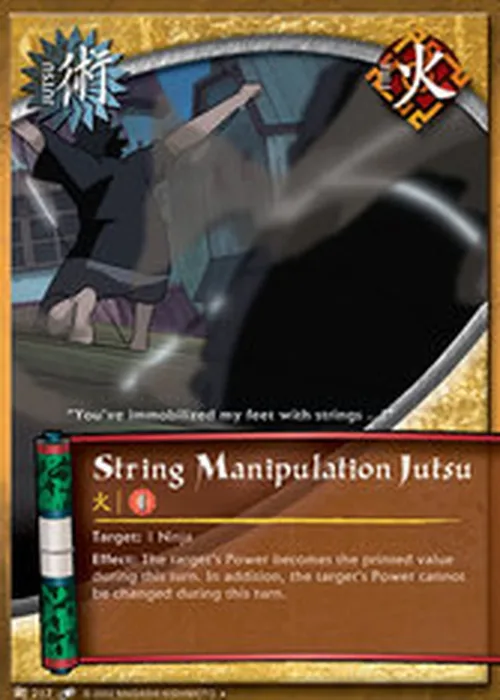 JUTSU 術 火
"You've immobilized my feet with strings ..."
String Manipulation Jutsu
火
Target: 1 Ninja
Effect: The target's Power becomes the printed value
during this turn. In addition, the target's Power cannot
be changed during this turn.
217
© 2002 MASASHI KISHIMOTO